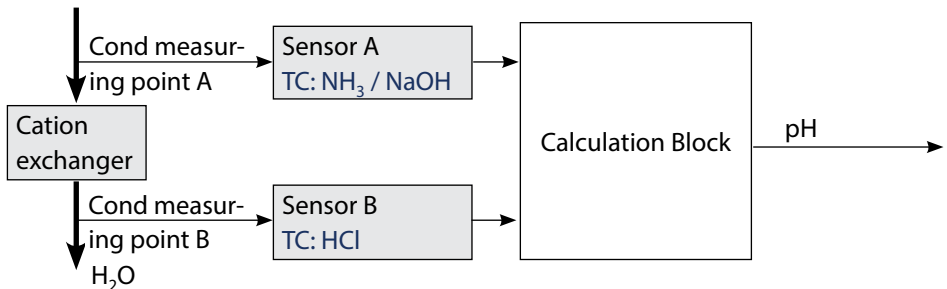 Cond measur-
ing point A
Sensor A
TC: NH₃ / NaOH
Cation
exchanger
Calculation Block
pH
Cond measur-
ing point B
Sensor B
TC: HCl
H₂O